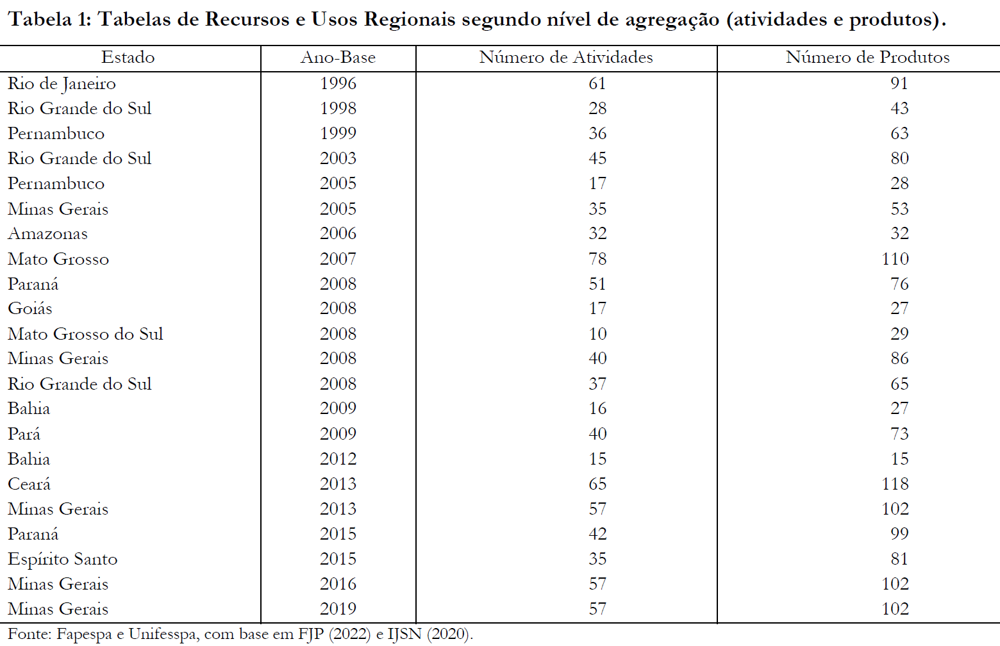 Tabela 1: Tabelas de Recursos e Usos Regionais segundo nível de agregação (atividades e produtos).
Estado Ano-Base Número de Atividades Número de Produtos
Rio de Janeiro 1996 61 91
Rio Grande do Sul 1998 28 43
Pernambuco 1999 36 63
Rio Grande do Sul 2003 45 80
Pernambuco 2005 17 28
Minas Gerais 2005 35 53
Amazonas 2006 32 32
Mato Grosso 2007 78 110
Paraná 2008 51 76
Goiás 2008 17 27
Mato Grosso do Sul 2008 10 29
Minas Gerais 2008 40 86
Rio Grande do Sul 2008 37 65
Bahia 2009 16 27
Pará 2009 40 73
Bahia 2012 15 15
Ceará 2013 65 118
Minas Gerais 2013 57 102
Paraná 2015 42 99
Espírito Santo 2015 35 81
Minas Gerais 2016 57 102
Minas Gerais 2019 57 102
Fonte: Fapespa e Unifesspa, com base em FJP (2022) e IJSN (2020).